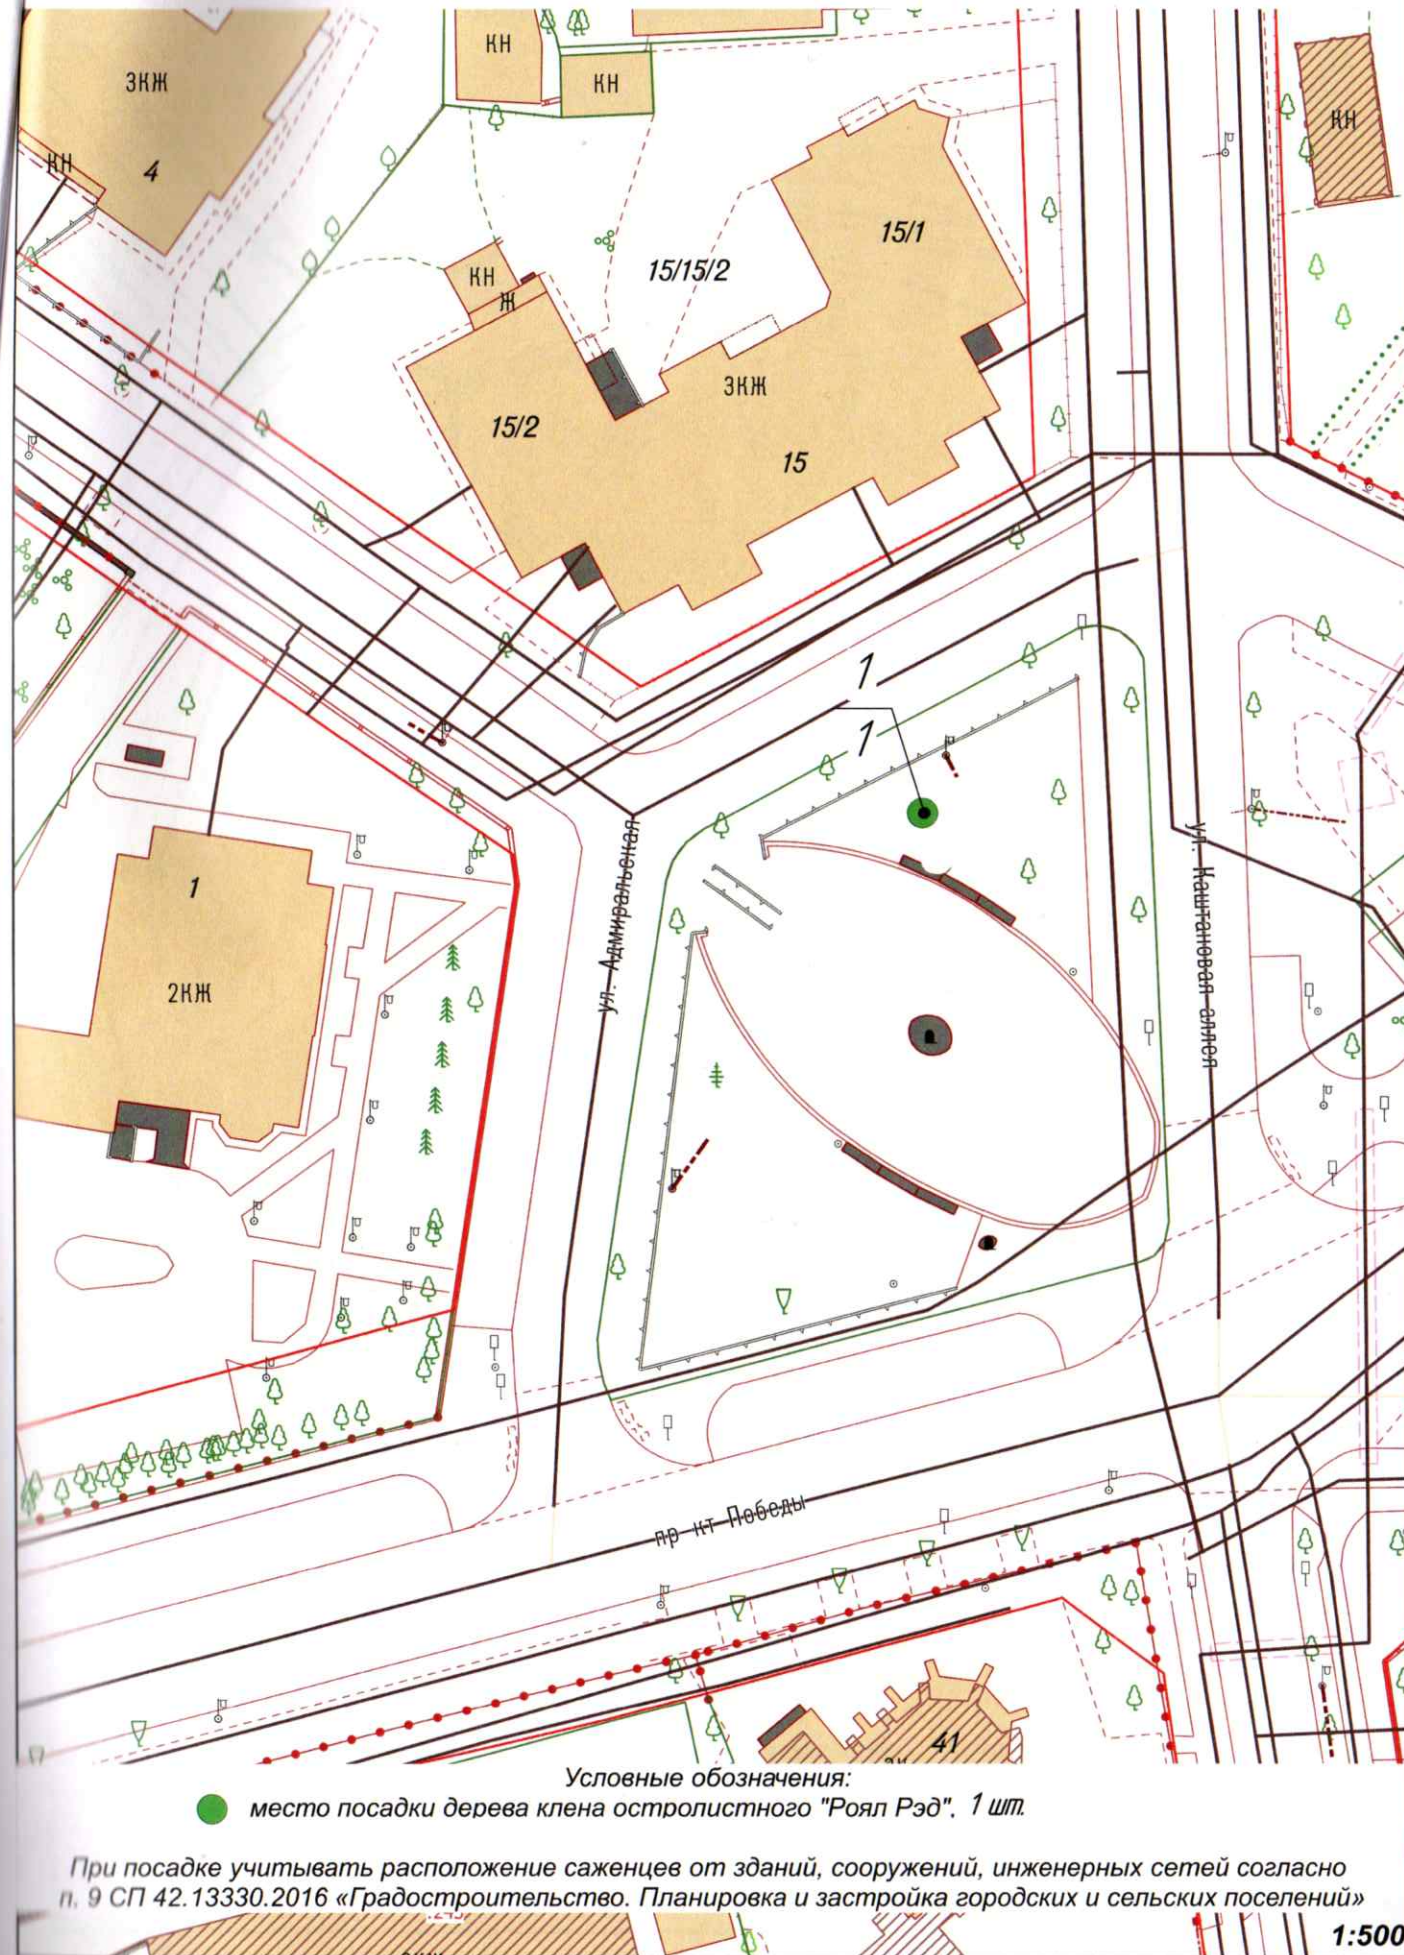 КН
3КЖ
КН
КН
КН
4
15/1
15/15/2
КН
Ж
3КЖ
15/2
15
1
1
ул. Адмиральская
ул. Каштановая аллея
1
2КЖ
пр-кт Победы
41
Условные обозначения:
место посадки дерева клена остролистного "Роял Рэд", 1 шт.
При посадке учитывать расположение саженцев от зданий, сооружений, инженерных сетей согласно
п. 9 СП 42.13330.2016 «Градостроительство. Планировка и застройка городских и сельских поселений»
1:500